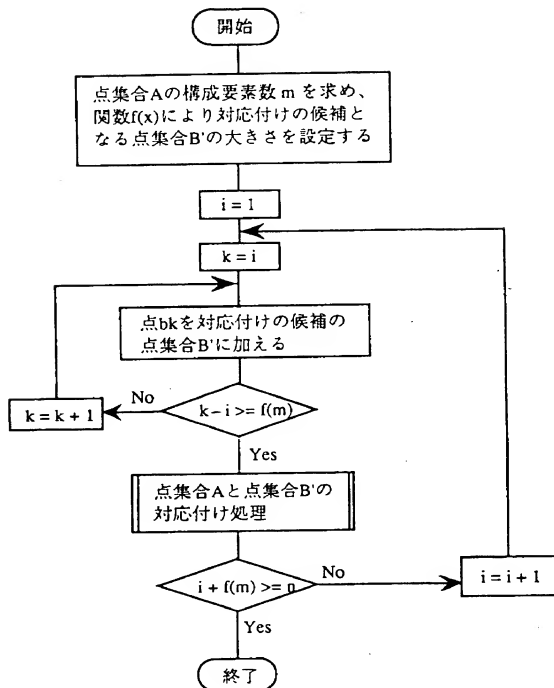 開始
点集合Aの構成要素数 m を求め、
関数f(x)により対応付けの候補と
なる点集合B'の大きさを設定する
i = 1
k = i
点bkを対応付けの候補の
点集合B'に加える
No
k = k + 1
k – i >= f(m)
Yes
点集合Aと点集合B'の
対応付け処理
i + f(m) >= n
No
i = i + 1
Yes
終了